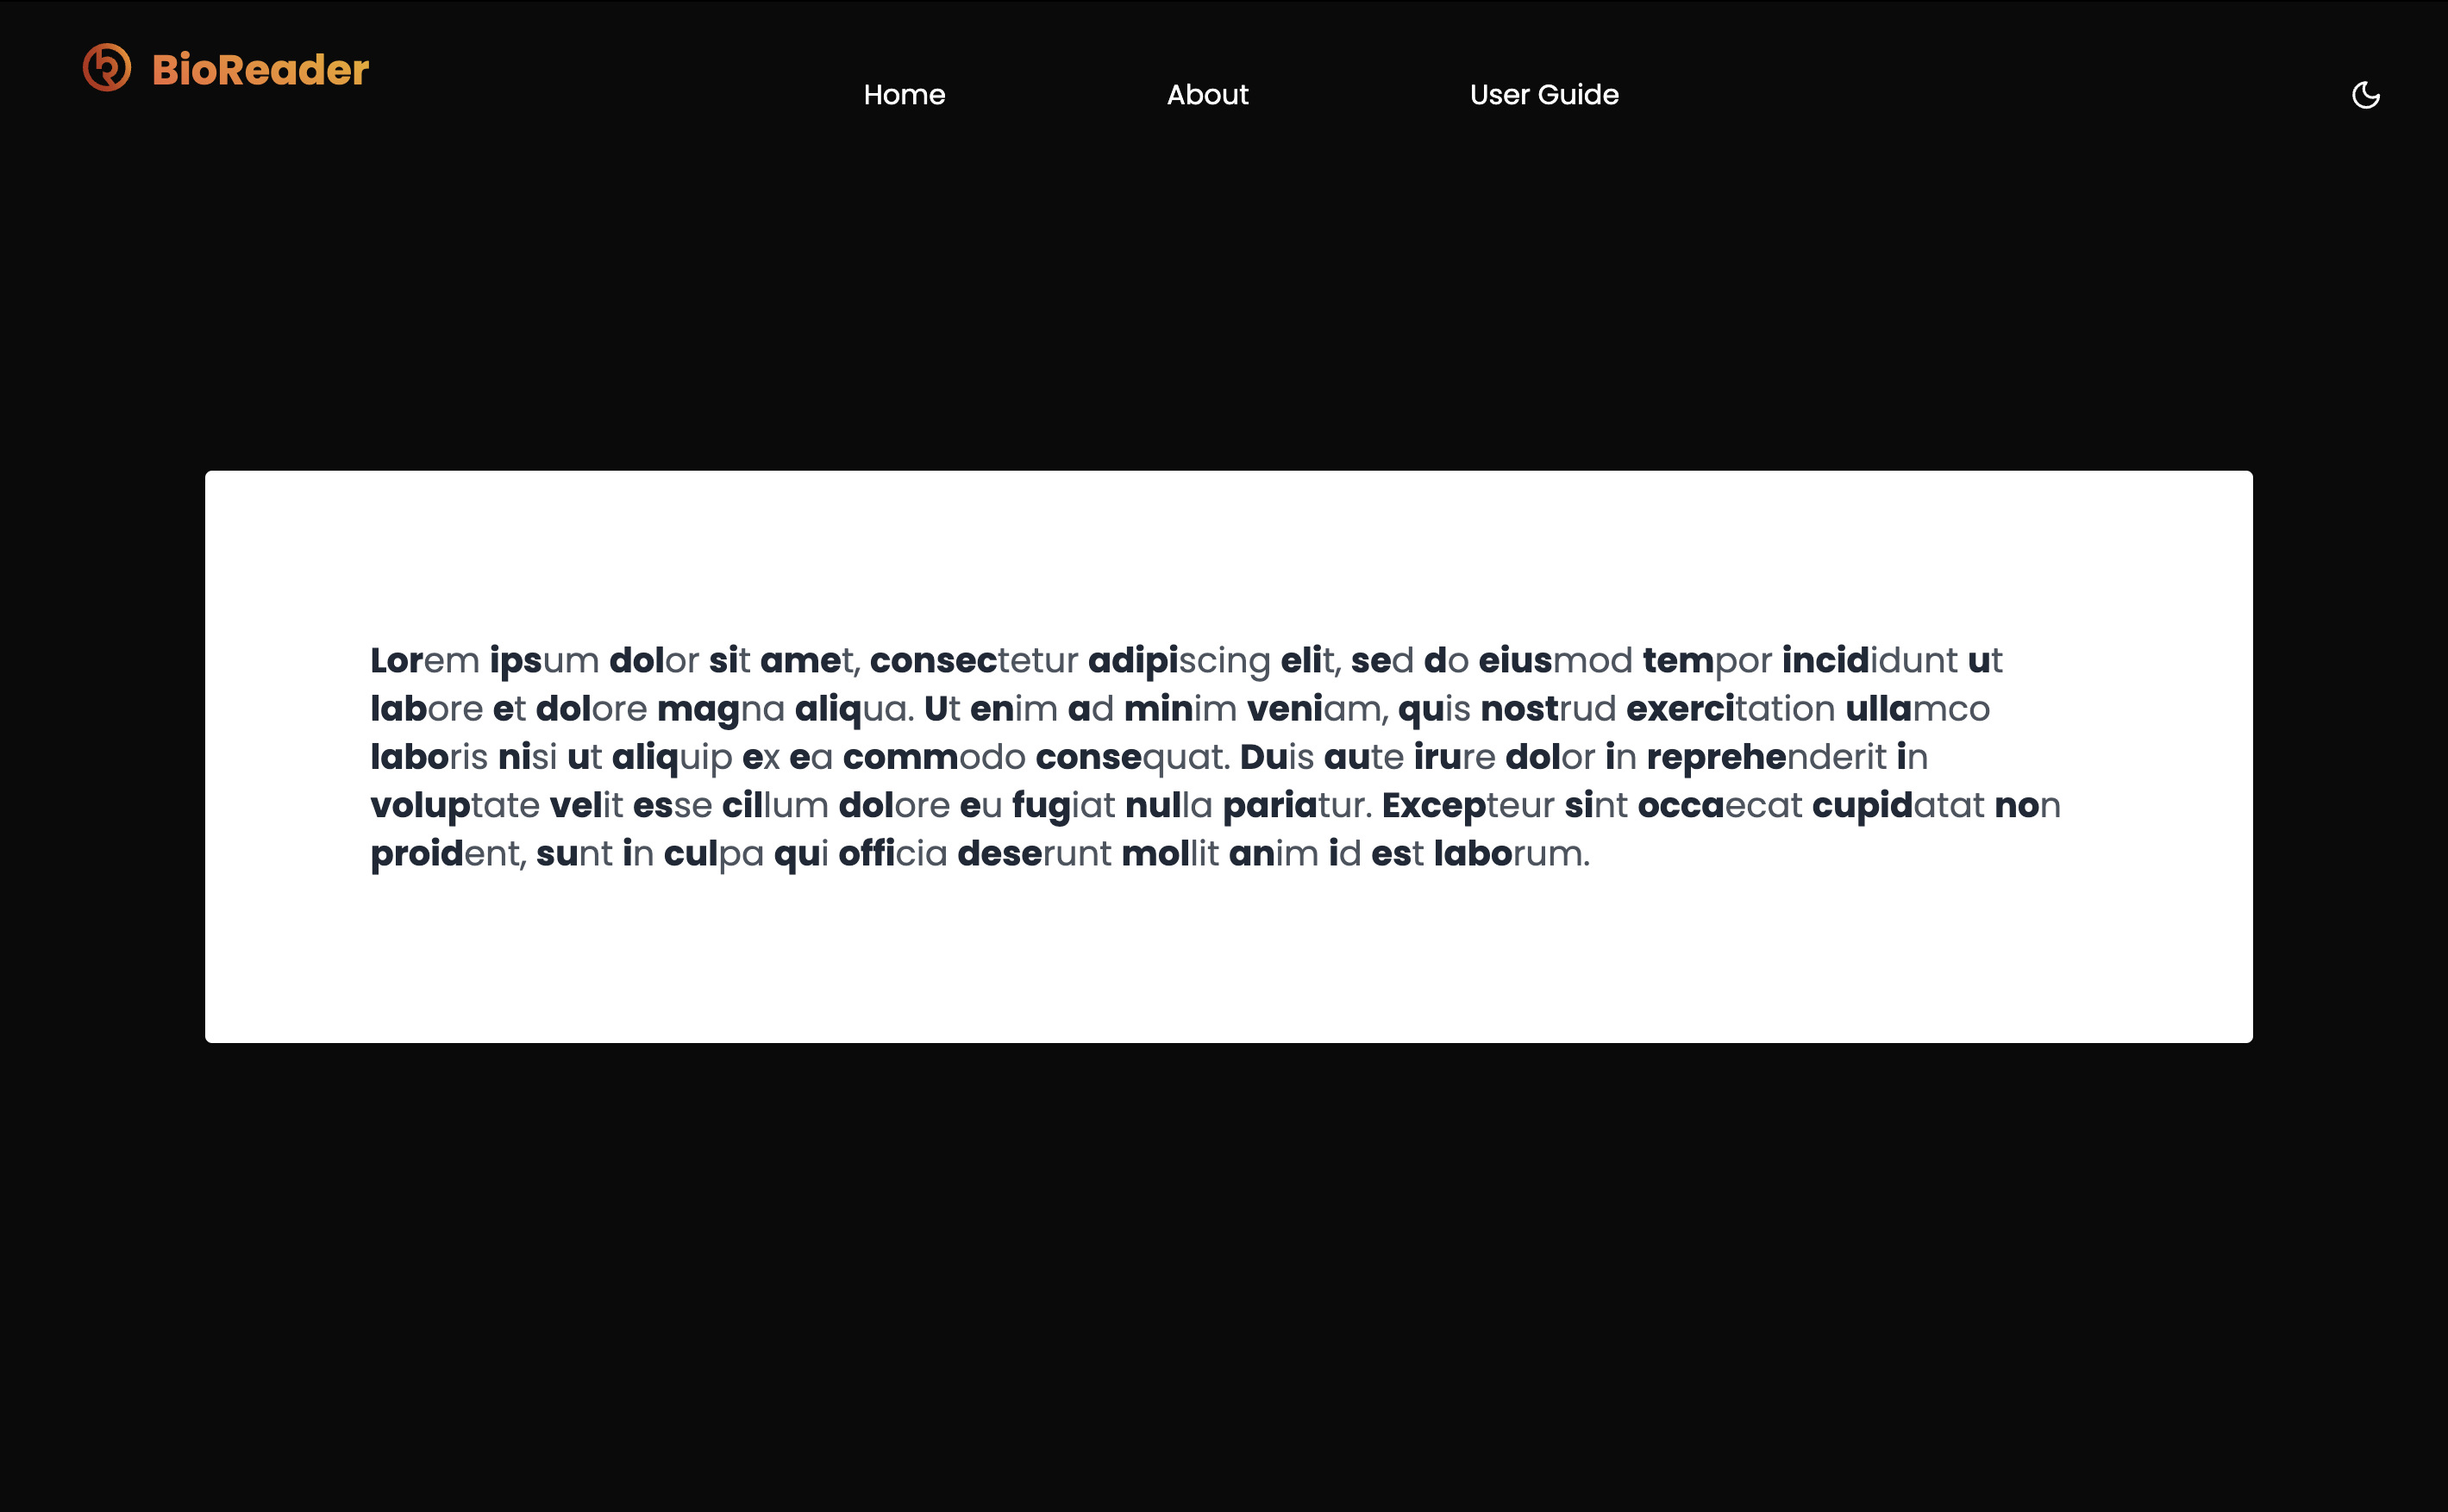 BioReader
Home
About
User Guide
Lorem ipsum dolor sit amet, consectetur adipiscing elit, sed do eiusmod tempor incididunt ut
labore et dolore magna aliqua. Ut enim ad minim veniam, quis nostrud exercitation ullamco
laboris nisi ut aliquip ex ea commodo consequat. Duis aute irure dolor in reprehenderit in
voluptate velit esse cillum dolore eu fugiat nulla pariatur. Excepteur sint occaecat cupidatat non
proident, sunt in culpa qui officia deserunt mollit anim id est laborum.